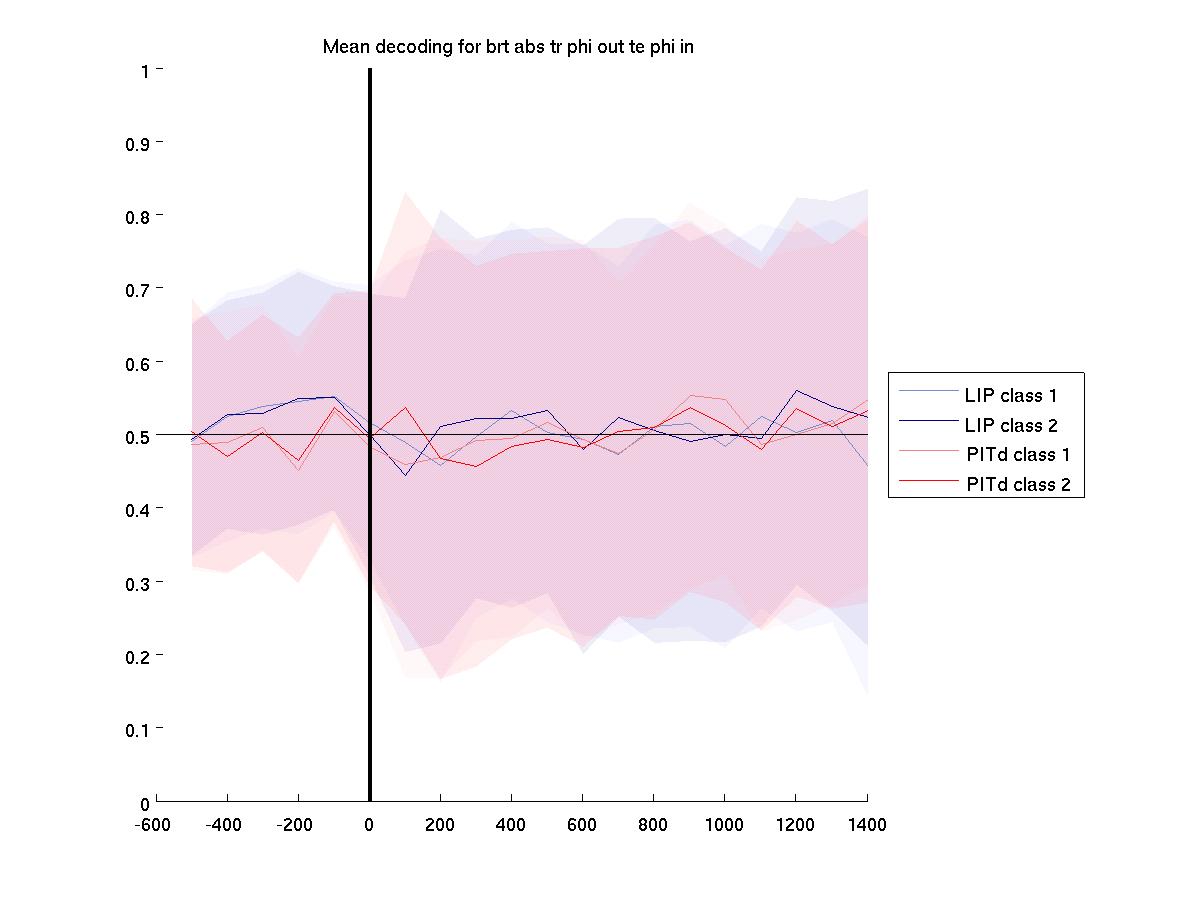 Mean decoding for brt abs tr phi out te phi in
1
0.9
0.8
0.7
0.6
0.5
0.4
0.3
0.2
0.1
0
-600 -400 -200 0 200 400 600 800 1000 1200 1400
LIP class 1
LIP class 2
PITd class 1
PITd class 2